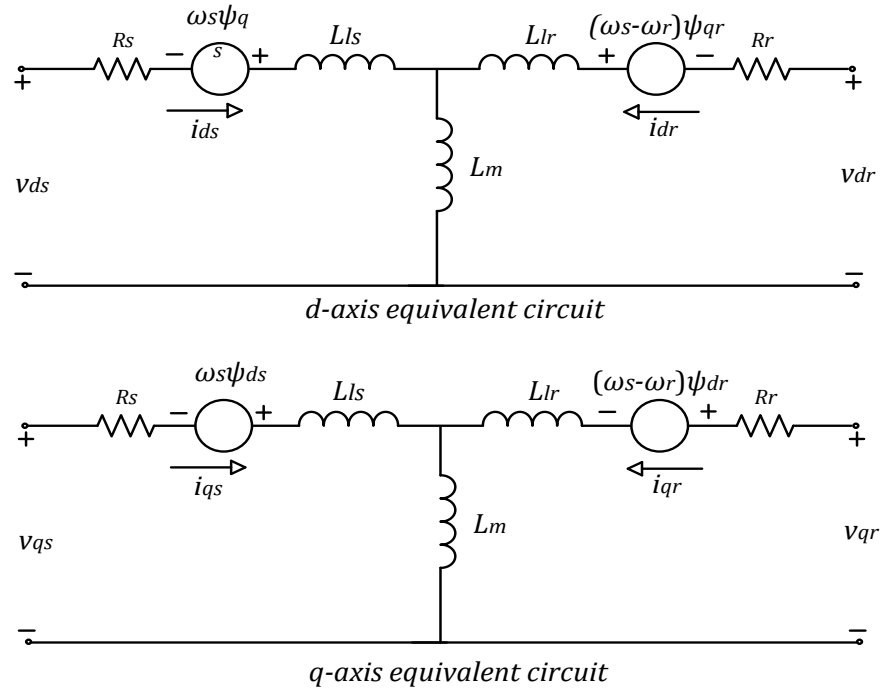 ωsψq
s
Rs
− +
Lls
Llr
(ωs-ωr)ψqr
+ −
Rr
+
+
ids
idr
Lm
vds
vdr
−
−
d-axis equivalent circuit
ωsψds
Rs
− +
Lls
Llr
(ωs-ωr)ψdr
− +
Rr
+
+
iqs
iqr
Lm
vqs
vqr
−
−
q-axis equivalent circuit